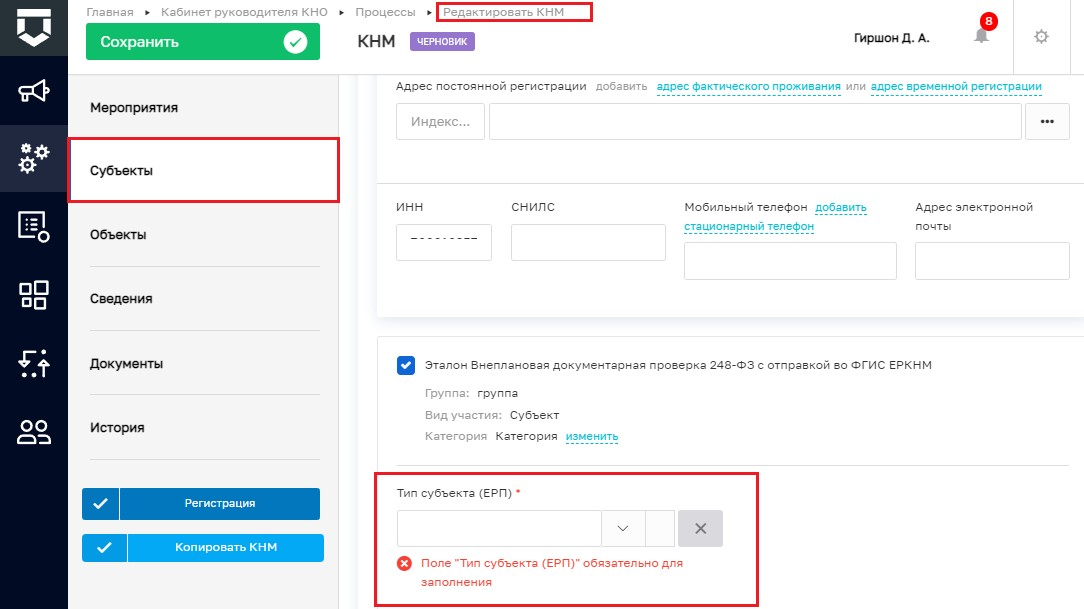 Главная ▸ Кабинет руководителя КНО ▸ Процессы ▸ Редактировать КНМ
Сохранить
КНМ ЧЕРНОВИК
Гиршон Д. А.
8
Мероприятия
Субъекты
Объекты
Сведения
Документы
История
Регистрация
Копировать КНМ
Адрес постоянной регистрации добавить адрес фактического проживания или адрес временной регистрации
Индекс...
•••
ИНН СНИЛС Мобильный телефон добавить Адрес электронной
стационарный телефон почты
Эталон Внеплановая документарная проверка 248-ФЗ с отправкой во ФГИС ЕРКНМ
Группа: группа
Вид участия: Субъект
Категория Категория изменить
Тип субъекта (ЕРП) *
Поле "Тип субъекта (ЕРП)" обязательно для
заполнения